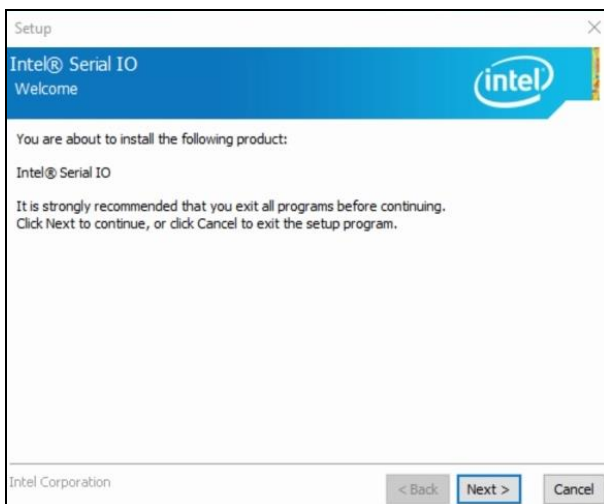 Setup
Intel® Serial IO
Welcome
intel
You are about to install the following product:
Intel® Serial IO
It is strongly recommended that you exit all programs before continuing.
Click Next to continue, or click Cancel to exit the setup program.
Intel Corporation
< Back
Next >
Cancel